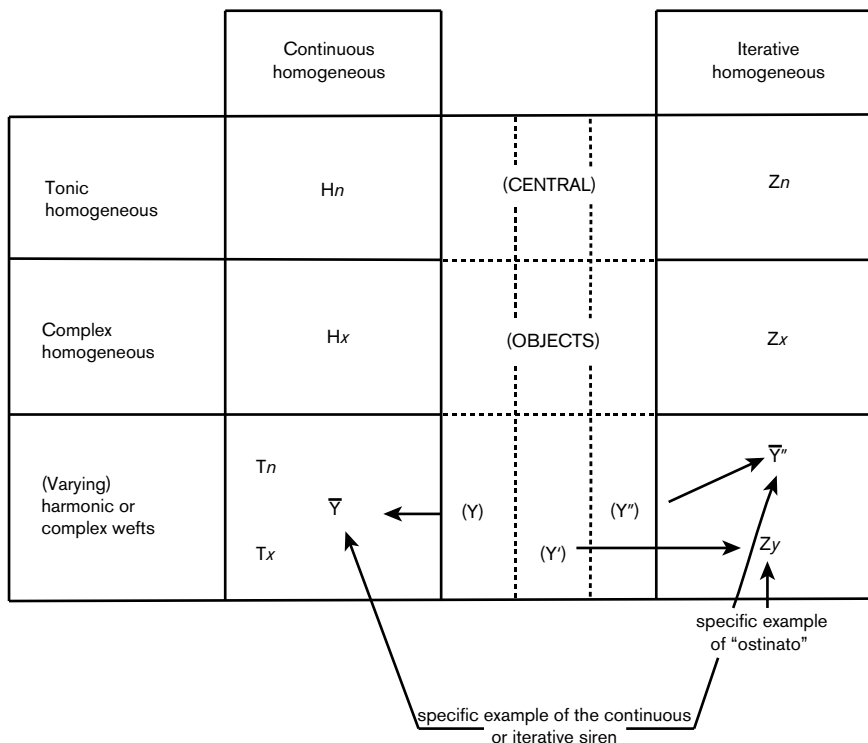 Continuous
homogeneous
Iterative
homogeneous
Tonic
homogeneous
Hn
(CENTRAL)
Zn
Complex
homogeneous
Hx
(OBJECTS)
Zx
(Varying)
harmonic or
complex wefts
Tn
Y̅
Tx
(Y)
(Y′)
(Y″)
Y̅″
Zy
specific example
of “ostinato”
specific example of the continuous
or iterative siren